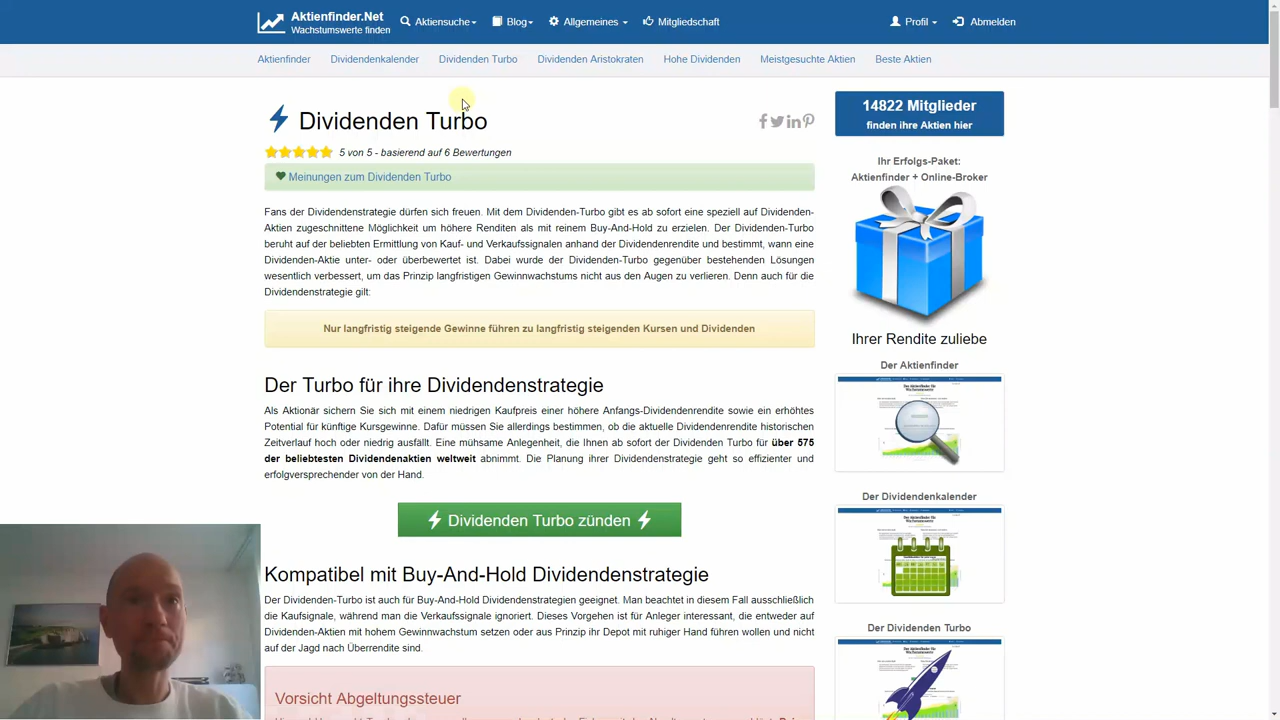 Aktienfinder.Net
Wachstumswerte finden
Aktiensuche
Blog
Allgemeines
Mitgliedschaft
Profil
Abmelden
Aktienfinder
Dividendenkalender
Dividenden Turbo
Dividenden Aristokraten
Hohe Dividenden
Meistgesuchte Aktien
Beste Aktien
Dividenden Turbo
5 von 5 - basierend auf 6 Bewertungen
Meinungen zum Dividenden Turbo
Fans der Dividendenstrategie dürfen sich freuen. Mit dem Dividenden-Turbo gibt es ab sofort eine speziell auf Dividenden-
Aktien zugeschnittene Möglichkeit um höhere Renditen als mit reinem Buy-And-Hold zu erzielen. Der Dividenden-Turbo
beruht auf der beliebten Ermittlung von Kauf- und Verkaufssignalen anhand der Dividendenrendite und bestimmt, wann eine
Dividenden-Aktie unter- oder überbewertet ist. Dabei wurde der Dividenden-Turbo gegenüber bestehenden Lösungen
wesentlich verbessert, um das Prinzip langfristigen Gewinnwachstums nicht aus den Augen zu verlieren. Denn auch für die
Dividendenstrategie gilt:
Nur langfristig steigende Gewinne führen zu langfristig steigenden Kursen und Dividenden
Der Turbo für ihre Dividendenstrategie
Als Aktionär sichern Sie sich mit einem niedrigen Kaufkurs einer höhere Anfangs-Dividendenrendite sowie ein erhöhtes
Potential für künftige Kursgewinne. Dafür müssen Sie allerdings bestimmen, ob die aktuelle Dividendenrendite historischen
Zeitverlauf hoch oder niedrig ausfällt. Eine mühsame Angelegenheit, die Ihnen ab sofort der Dividenden Turbo für über 575
der beliebtesten Dividendenaktien weltweit abnimmt. Die Planung ihrer Dividendenstrategie geht so effizienter und
erfolgversprechender von der Hand.
Dividenden Turbo zünden
Kompatibel mit Buy-And-Hold Dividendenstrategie
Der Dividenden-Turbo ist auch für Buy-And-Hold Dividendenstrategien geeignet. Man beachtet in diesem Fall ausschließlich
die Kaufsignale, während man die Verkaufssignale ignoriert. Dieses Vorgehen ist für Anleger interessant, die entweder auf
Dividenden-Aktien mit hohem Gewinnwachstum setzen oder aus Prinzip ihr Depot mit ruhiger Hand führen wollen und nicht
auf der Jagd nach Überrendite sind.
Vorsicht Abgeltungssteuer
14822 Mitglieder
finden ihre Aktien hier
Ihr Erfolgs-Paket:
Aktienfinder + Online-Broker
Ihrer Rendite zuliebe
Der Aktienfinder
Der Dividendenkalender
Der Dividenden Turbo